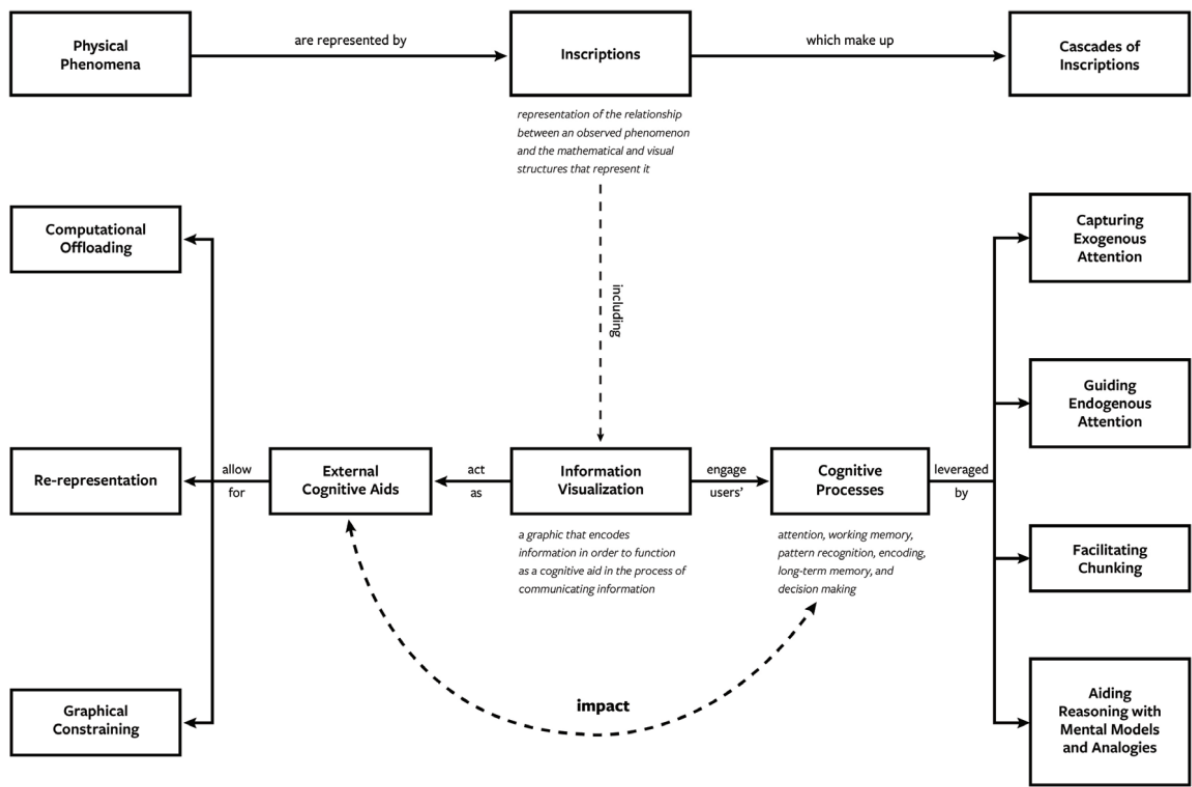 Physical
Phenomena
are represented by
Inscriptions
which make up
Cascades of
Inscriptions
representation of the relationship
between an observed phenomenon
and the mathematical and visual
structures that represent it
including
Computational
Offloading
Capturing
Exogenous
Attention
Guiding
Endogenous
Attention
Re-representation
allow
for
External
Cognitive Aids
act
as
Information
Visualization
engage
users’
Cognitive
Processes
leveraged
by
a graphic that encodes
information in order to function
as a cognitive aid in the process of
communicating information
attention, working memory,
pattern recognition, encoding,
long-term memory, and
decision making
Facilitating
Chunking
impact
Graphical
Constraining
Aiding
Reasoning with
Mental Models
and Analogies